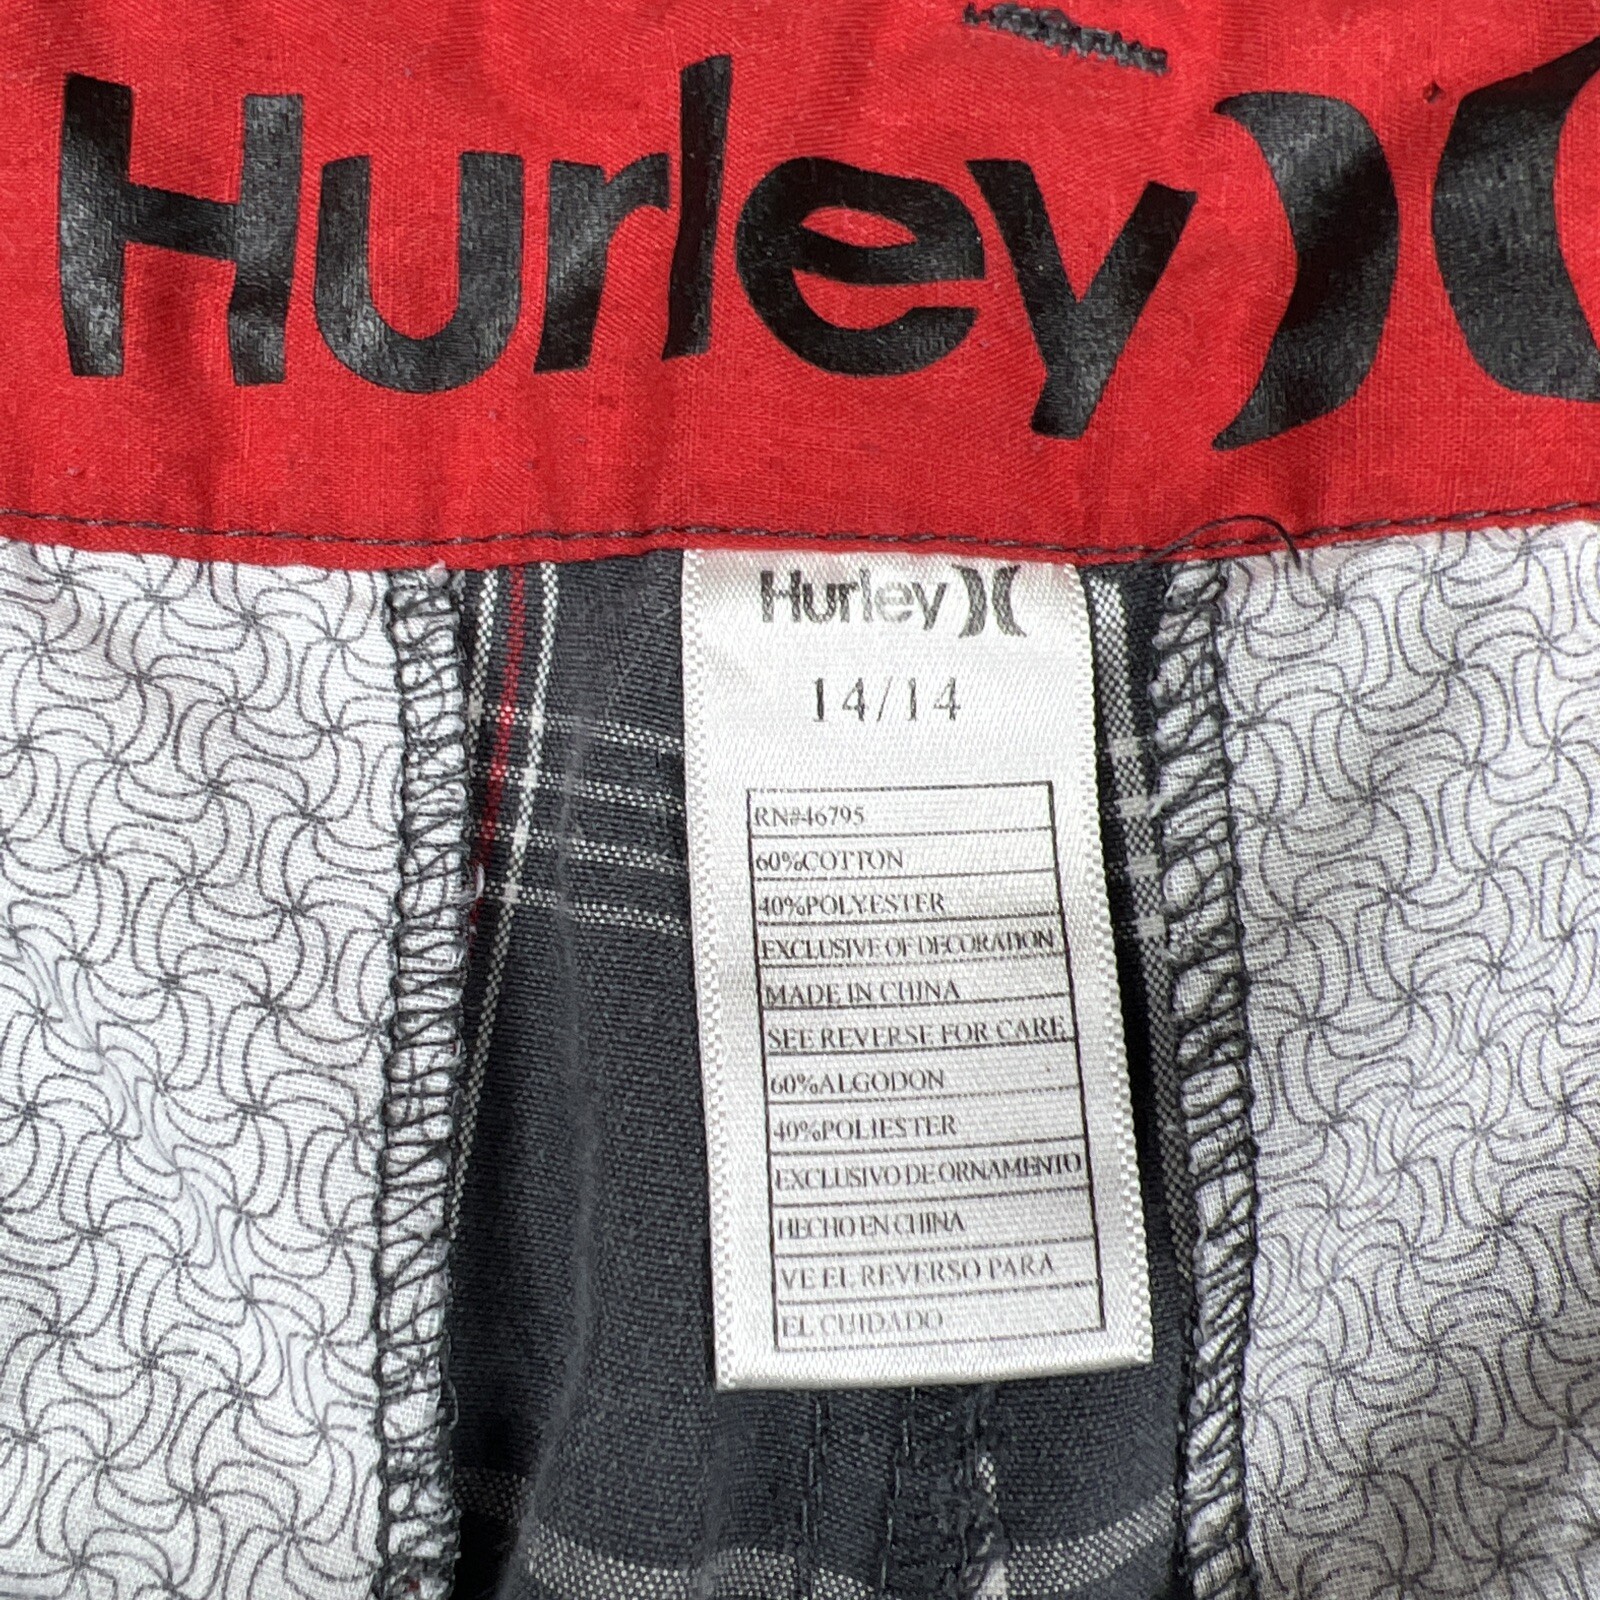 Hurley
Hurley
14/14
RN#46795
60%COTTON
40%POLYESTER
EXCLUSIVE OF DECORATION
MADE IN CHINA
SEE REVERSE FOR CARE
60%ALGODON
40%POLIESTER
EXCLUSIVO DE ORNAMENTO
HECHO EN CHINA
VE EL REVERSO PARA
EL CUIDADO